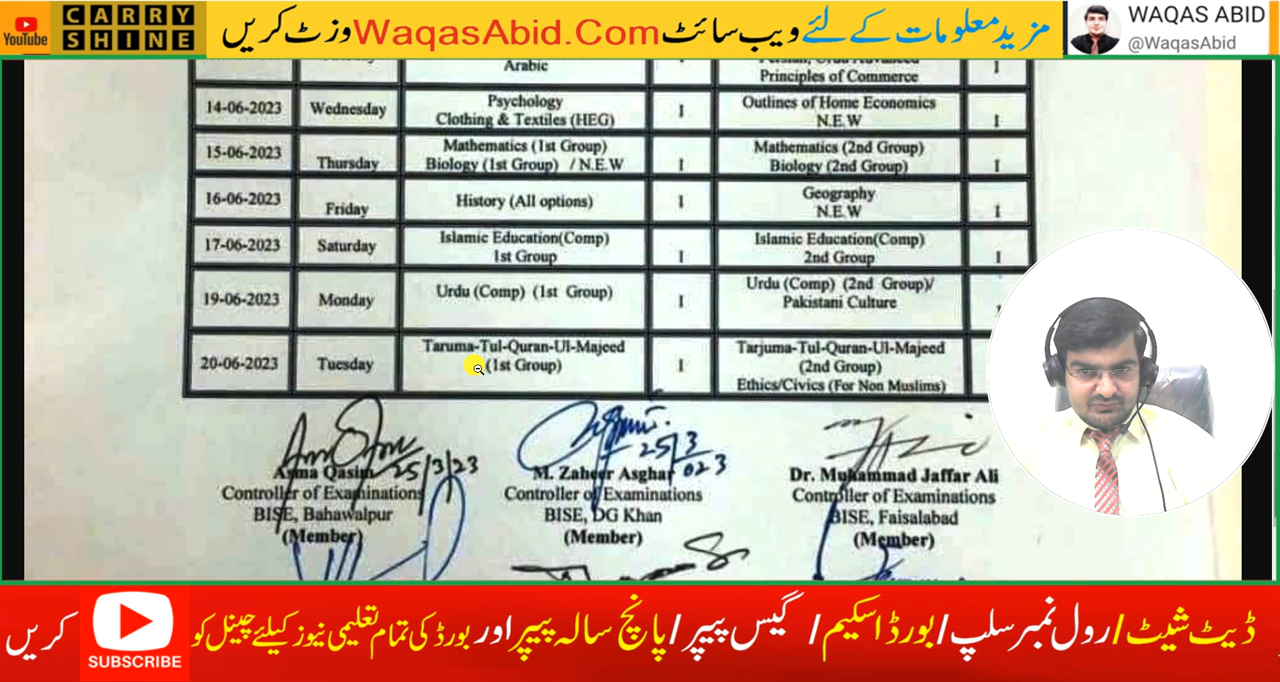 YouTube
CARRY
SHINE
مزید معلومات کے لئے ویب سائٹ WaqasAbid.Com وزٹ کریں
WAQAS ABID
@WaqasAbid
Arabic I Principles of Commerce I
14-06-2023 Wednesday Psychology I Outlines of Home Economics I
Clothing & Textiles (HEG) N.E.W
15-06-2023 Thursday Mathematics (1st Group) I Mathematics (2nd Group) I
Biology (1st Group) / N.E.W Biology (2nd Group)
16-06-2023 Friday History (All options) I Geography I
N.E.W
17-06-2023 Saturday Islamic Education(Comp) I Islamic Education(Comp) I
1st Group 2nd Group
19-06-2023 Monday Urdu (Comp) (1st Group) I Urdu (Comp) (2nd Group)/
Pakistani Culture
20-06-2023 Tuesday Taruma-Tul-Quran-Ul-Majeed I Tarjuma-Tul-Quran-Ul-Majeed
(1st Group) (2nd Group)
Ethics/Civics (For Non Muslims)
25/3/23
25/3
023
Asma Qasim M. Zaheer Asghar Dr. Muhammad Jaffar Ali
Controller of Examinations Controller of Examinations Controller of Examinations
BISE, Bahawalpur BISE, DG Khan BISE, Faisalabad
(Member) (Member) (Member)
ڈیٹ شیٹ/رول نمبر سلپ/بورڈ اسکیم/ گیس پیپر/پانچ سالہ پیپر اور بورڈ کی تمام تعلیمی نیوز کیلئے چینل کو SUBSCRIBE کریں